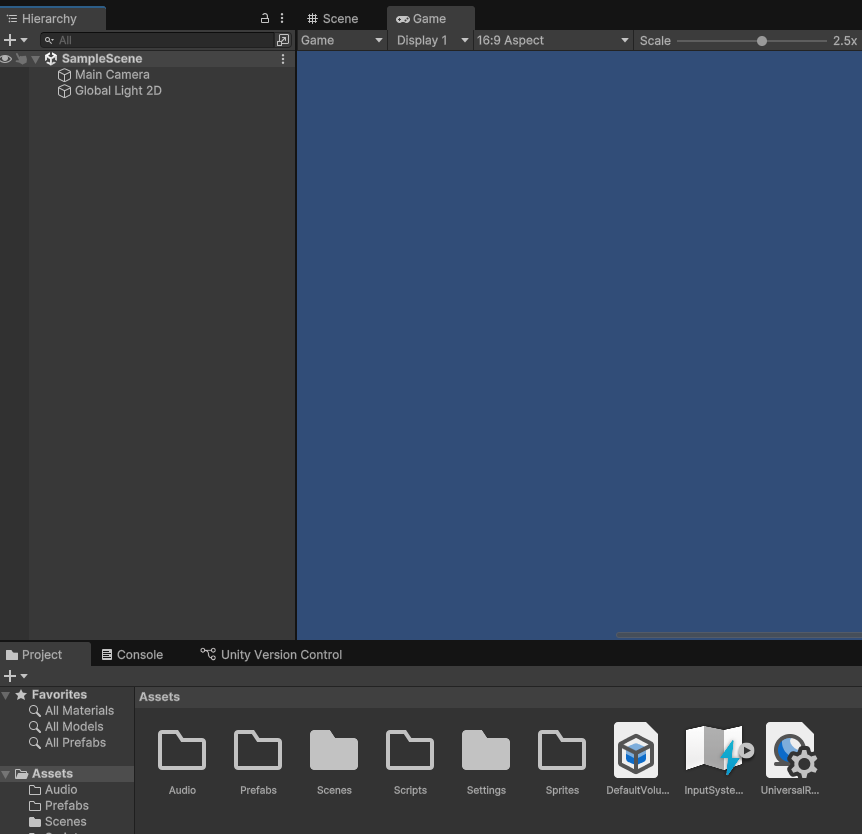 Hierarchy
Scene
Game
All
Game
Display 1
16:9 Aspect
Scale
2.5x
SampleScene
Main Camera
Global Light 2D
Project
Console
Unity Version Control
Favorites
All Materials
All Models
All Prefabs
Assets
Audio
Prefabs
Scenes
Assets
Audio
Prefabs
Scenes
Scripts
Settings
Sprites
DefaultVolu...
InputSyste...
UniversalR...